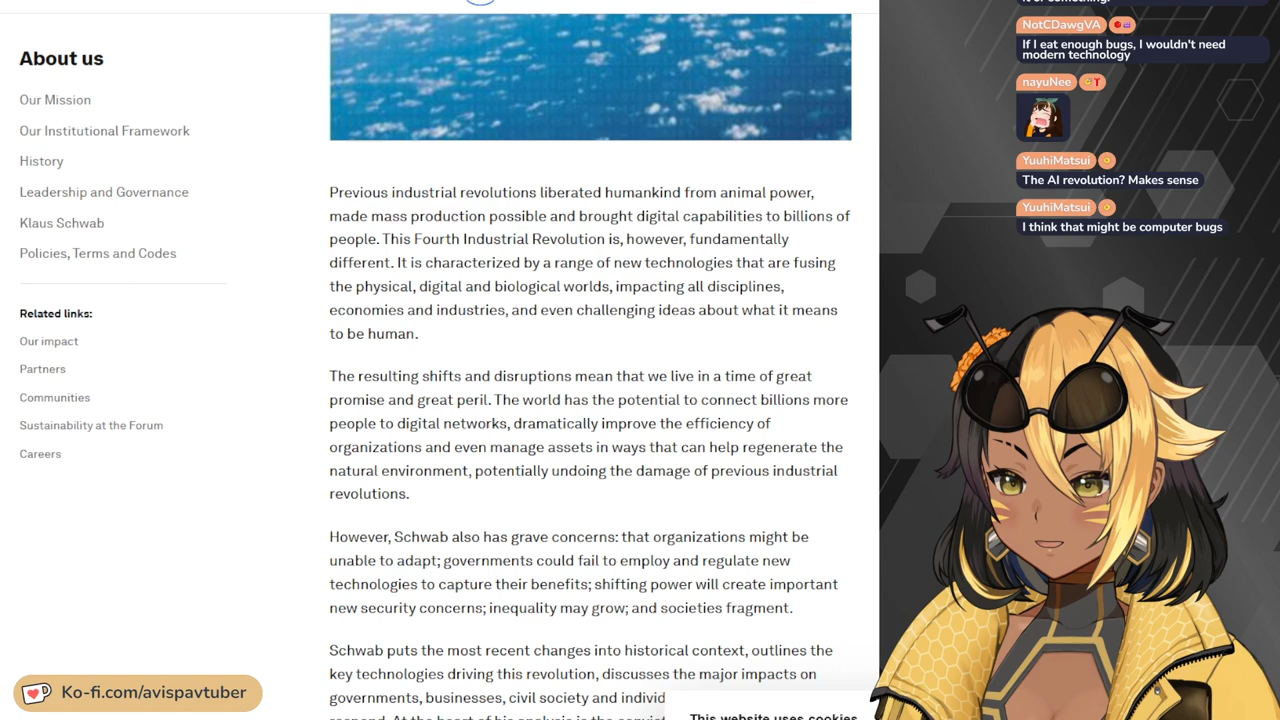 About us
Our Mission
Our Institutional Framework
History
Leadership and Governance
Klaus Schwab
Policies, Terms and Codes
Related links:
Our impact
Partners
Communities
Sustainability at the Forum
Careers
Ko-fi.com/avispavtuber
Previous industrial revolutions liberated humankind from animal power,
made mass production possible and brought digital capabilities to billions of
people. This Fourth Industrial Revolution is, however, fundamentally
different. It is characterized by a range of new technologies that are fusing
the physical, digital and biological worlds, impacting all disciplines,
economies and industries, and even challenging ideas about what it means
to be human.
The resulting shifts and disruptions mean that we live in a time of great
promise and great peril. The world has the potential to connect billions more
people to digital networks, dramatically improve the efficiency of
organizations and even manage assets in ways that can help regenerate the
natural environment, potentially undoing the damage of previous industrial
revolutions.
However, Schwab also has grave concerns: that organizations might be
unable to adapt; governments could fail to employ and regulate new
technologies to capture their benefits; shifting power will create important
new security concerns; inequality may grow; and societies fragment.
Schwab puts the most recent changes into historical context, outlines the
key technologies driving this revolution, discusses the major impacts on
governments, businesses, civil society and individ
This website uses cookies
NotCDawgVA
If I eat enough bugs, I wouldn't need
modern technology
nayuNee
YuuhiMatsui
The AI revolution? Makes sense
YuuhiMatsui
I think that might be computer bugs